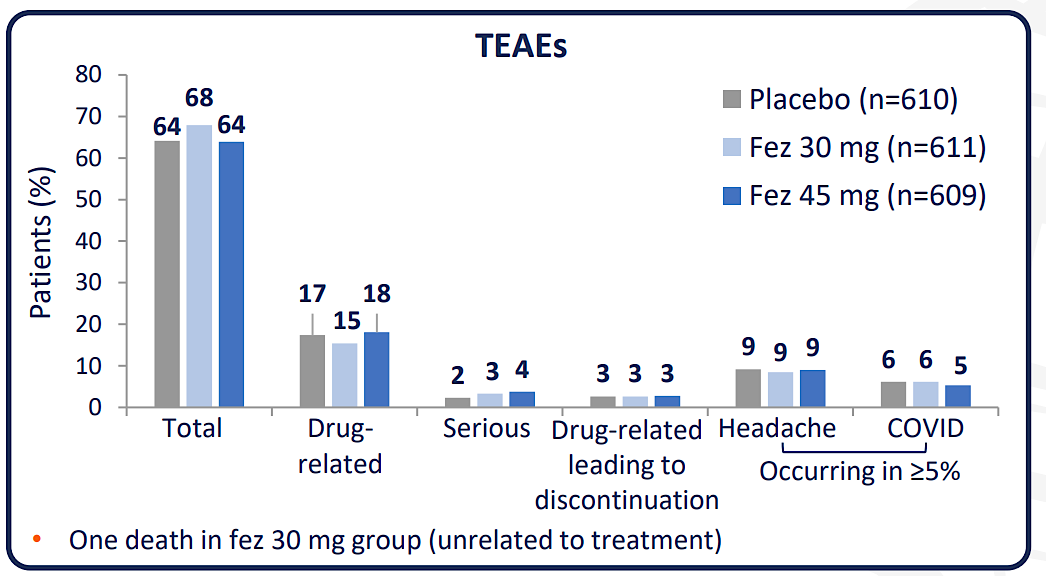 TEAEs
Patients (%)
80
70
60
50
40
30
20
10
0
Placebo (n=610)
Fez 30 mg (n=611)
Fez 45 mg (n=609)
64 68 64
17 15 18
2 3 4
3 3 3
9 9 9
6 6 5
Total
Drug-
related
Serious
Drug-related
leading to
discontinuation
Headache
COVID
Occurring in ≥5%
• One death in fez 30 mg group (unrelated to treatment)